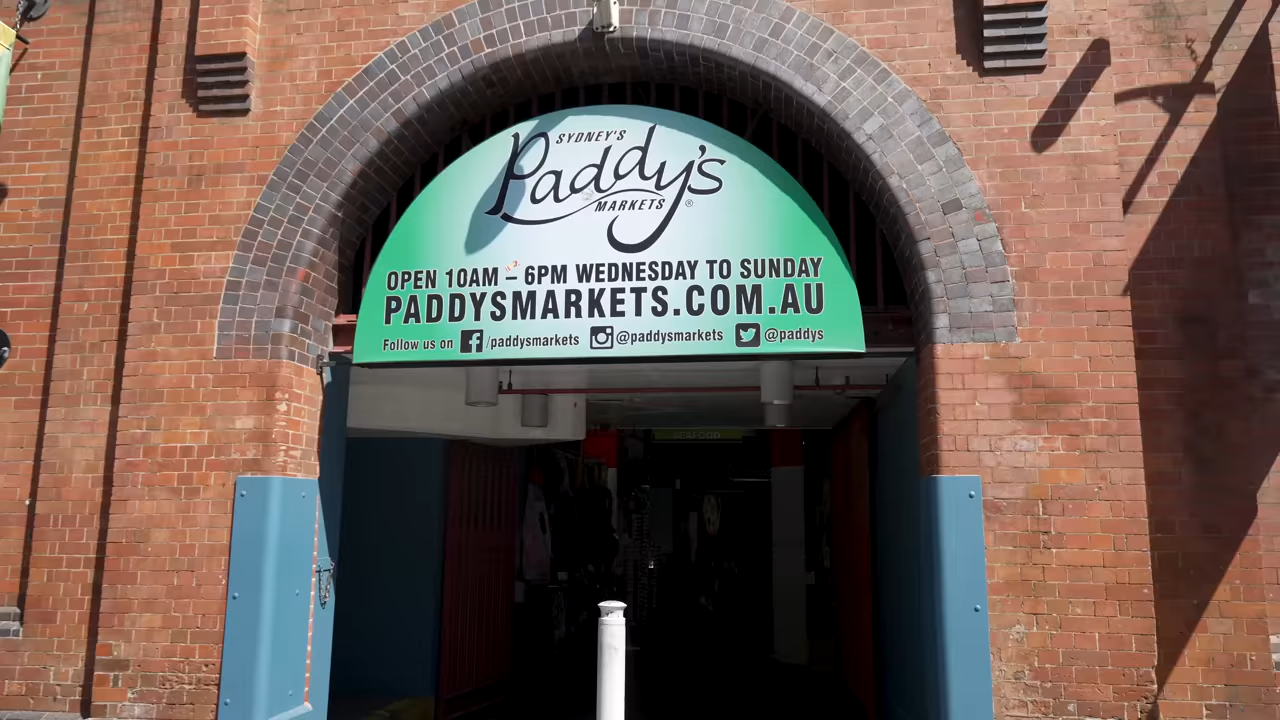 SYDNEY'S
Paddy's
MARKETS ®
OPEN 10AM – 6PM WEDNESDAY TO SUNDAY
PADDYSMARKETS.COM.AU
Follow us on /paddysmarkets @paddysmarkets @paddys
SEAFOOD